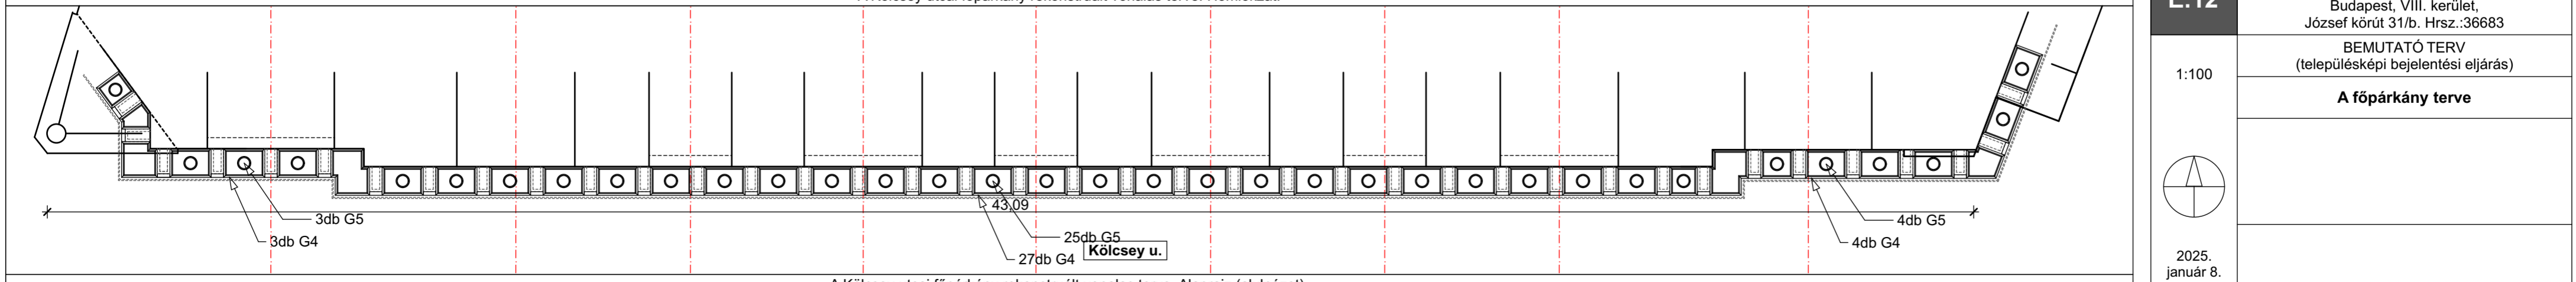 E.12
Budapest, VIII. kerület,
József körút 31/b. Hrsz.:36683
BEMUTATÓ TERV
(településképi bejelentési eljárás)
1:100
A főpárkány terve
43,09
3db G5
3db G4
25db G5
27db G4
Kölcsey u.
4db G5
4db G4
2025.
január 8.